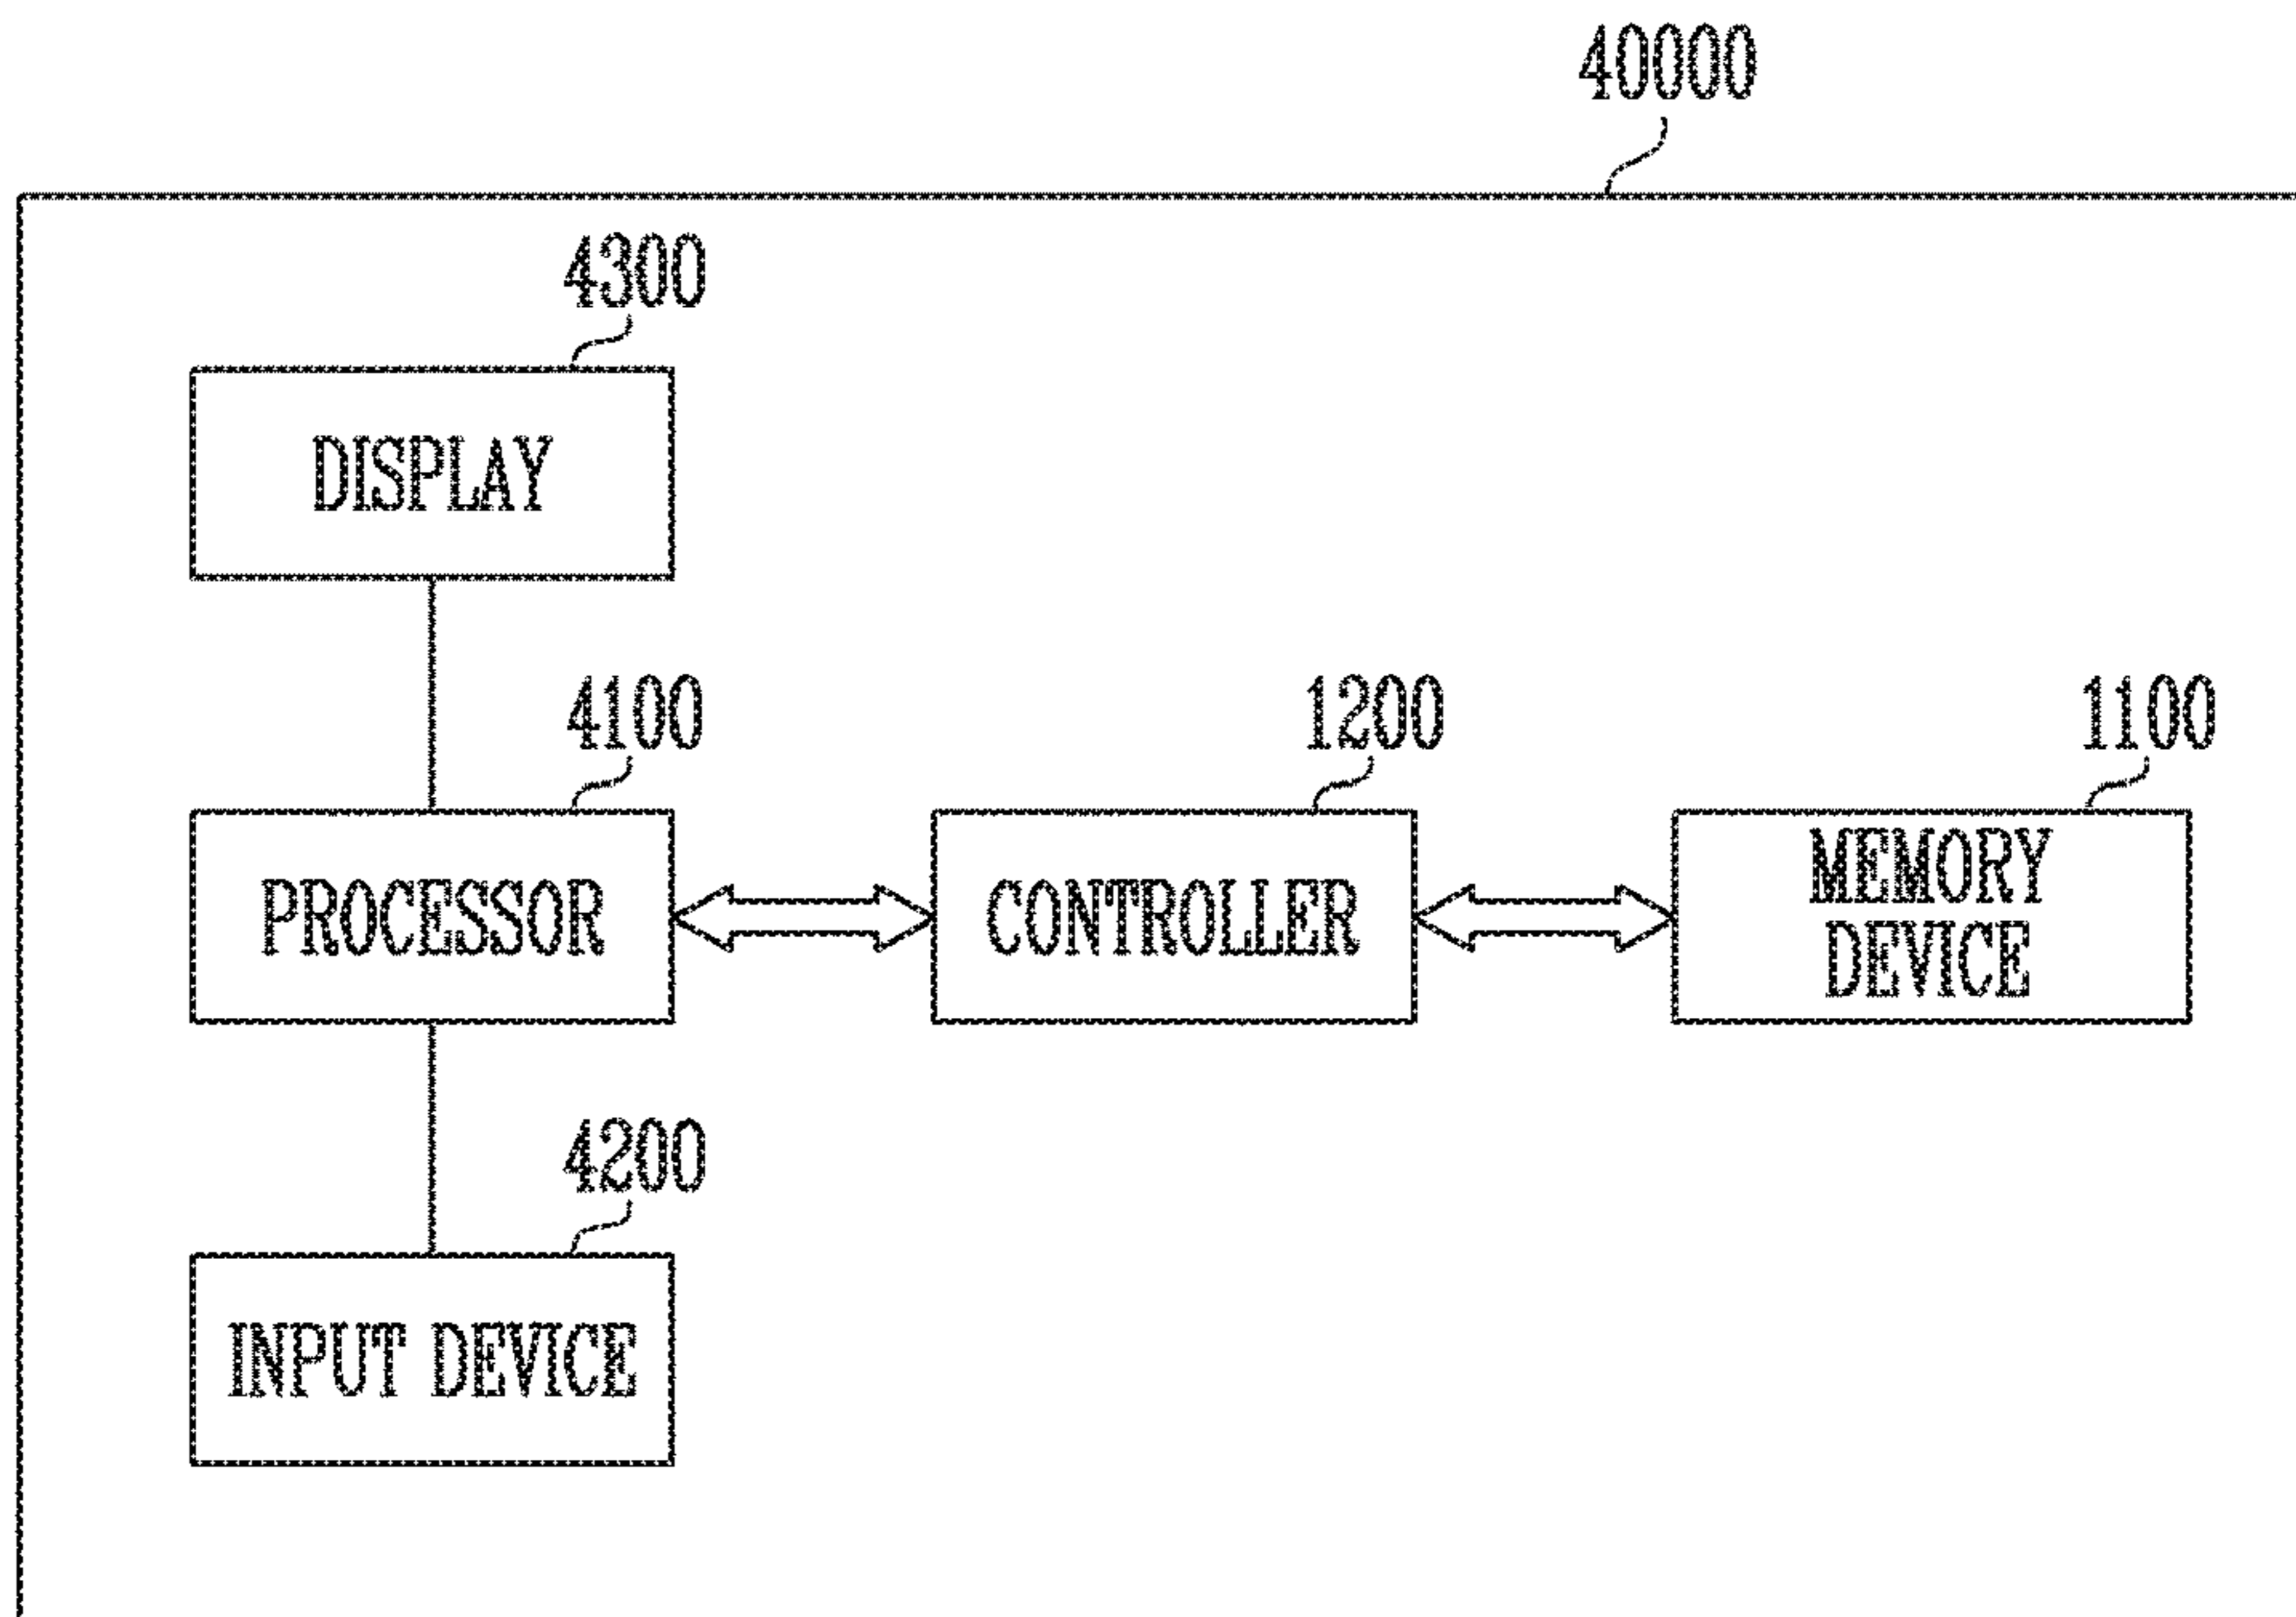 40000
4300
DISPLAY
4100
PROCESSOR
1200
CONTROLLER
1100
MEMORY
DEVICE
4200
INPUT DEVICE